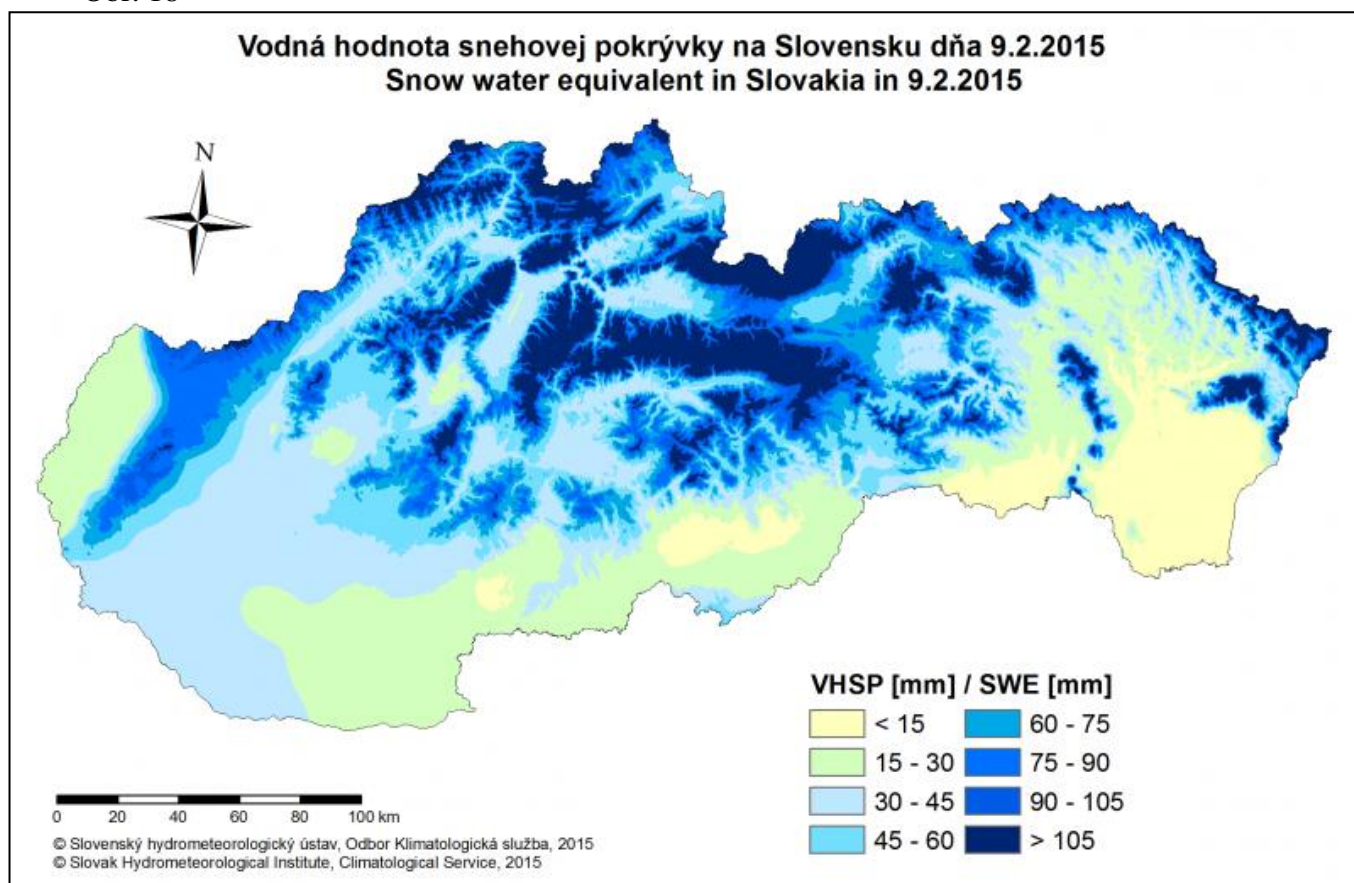 Vodná hodnota snehovej pokrývky na Slovensku dňa 9.2.2015
Snow water equivalent in Slovakia in 9.2.2015
N
VHSP [mm] / SWE [mm]
< 15
60 - 75
15 - 30
75 - 90
30 - 45
90 - 105
45 - 60
> 105
0 20 40 60 80 100 km
© Slovenský hydrometeorologický ústav, Odbor Klimatologická služba, 2015
© Slovak Hydrometeorological Institute, Climatological Service, 2015